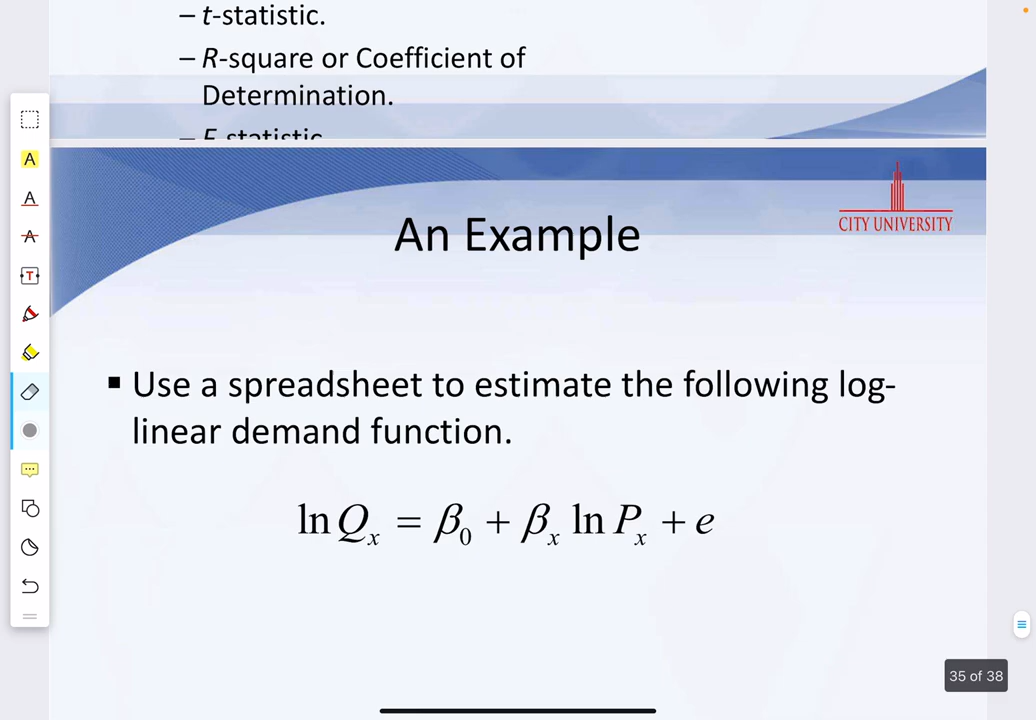 – t-statistic.
– R-square or Coefficient of
Determination.
– F-statistic.
An Example
CITY UNIVERSITY
▪ Use a spreadsheet to estimate the following log-
linear demand function.
ln Qₓ = β₀ + βₓ ln Pₓ + e
35 of 38